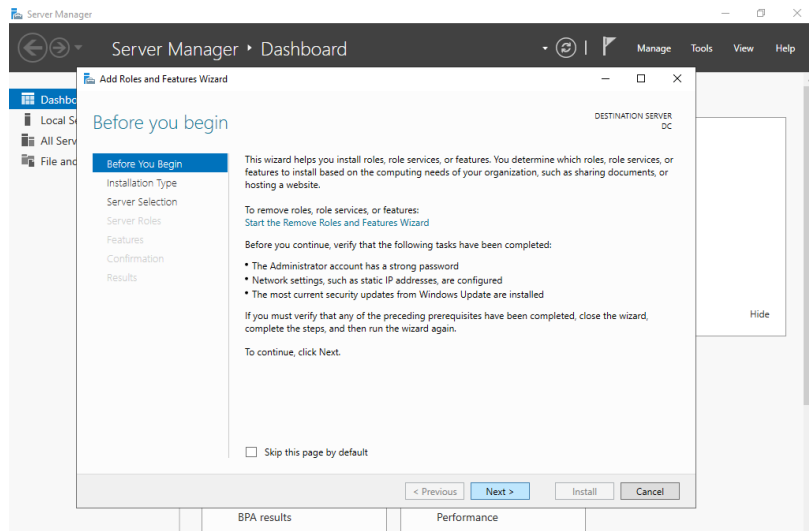 Server Manager
Server Manager • Dashboard
Manage Tools View Help
Add Roles and Features Wizard
Before you begin
DESTINATION SERVER
DC
Before You Begin
Installation Type
Server Selection
Server Roles
Features
Confirmation
Results
This wizard helps you install roles, role services, or features. You determine which roles, role services, or
features to install based on the computing needs of your organization, such as sharing documents, or
hosting a website.
To remove roles, role services, or features:
Start the Remove Roles and Features Wizard
Before you continue, verify that the following tasks have been completed:
• The Administrator account has a strong password
• Network settings, such as static IP addresses, are configured
• The most current security updates from Windows Update are installed
If you must verify that any of the preceding prerequisites have been completed, close the wizard,
complete the steps, and then run the wizard again.
To continue, click Next.
Skip this page by default
< Previous Next > Install Cancel
Dashbo
Local Se
All Serv
File and
Hide
BPA results
Performance